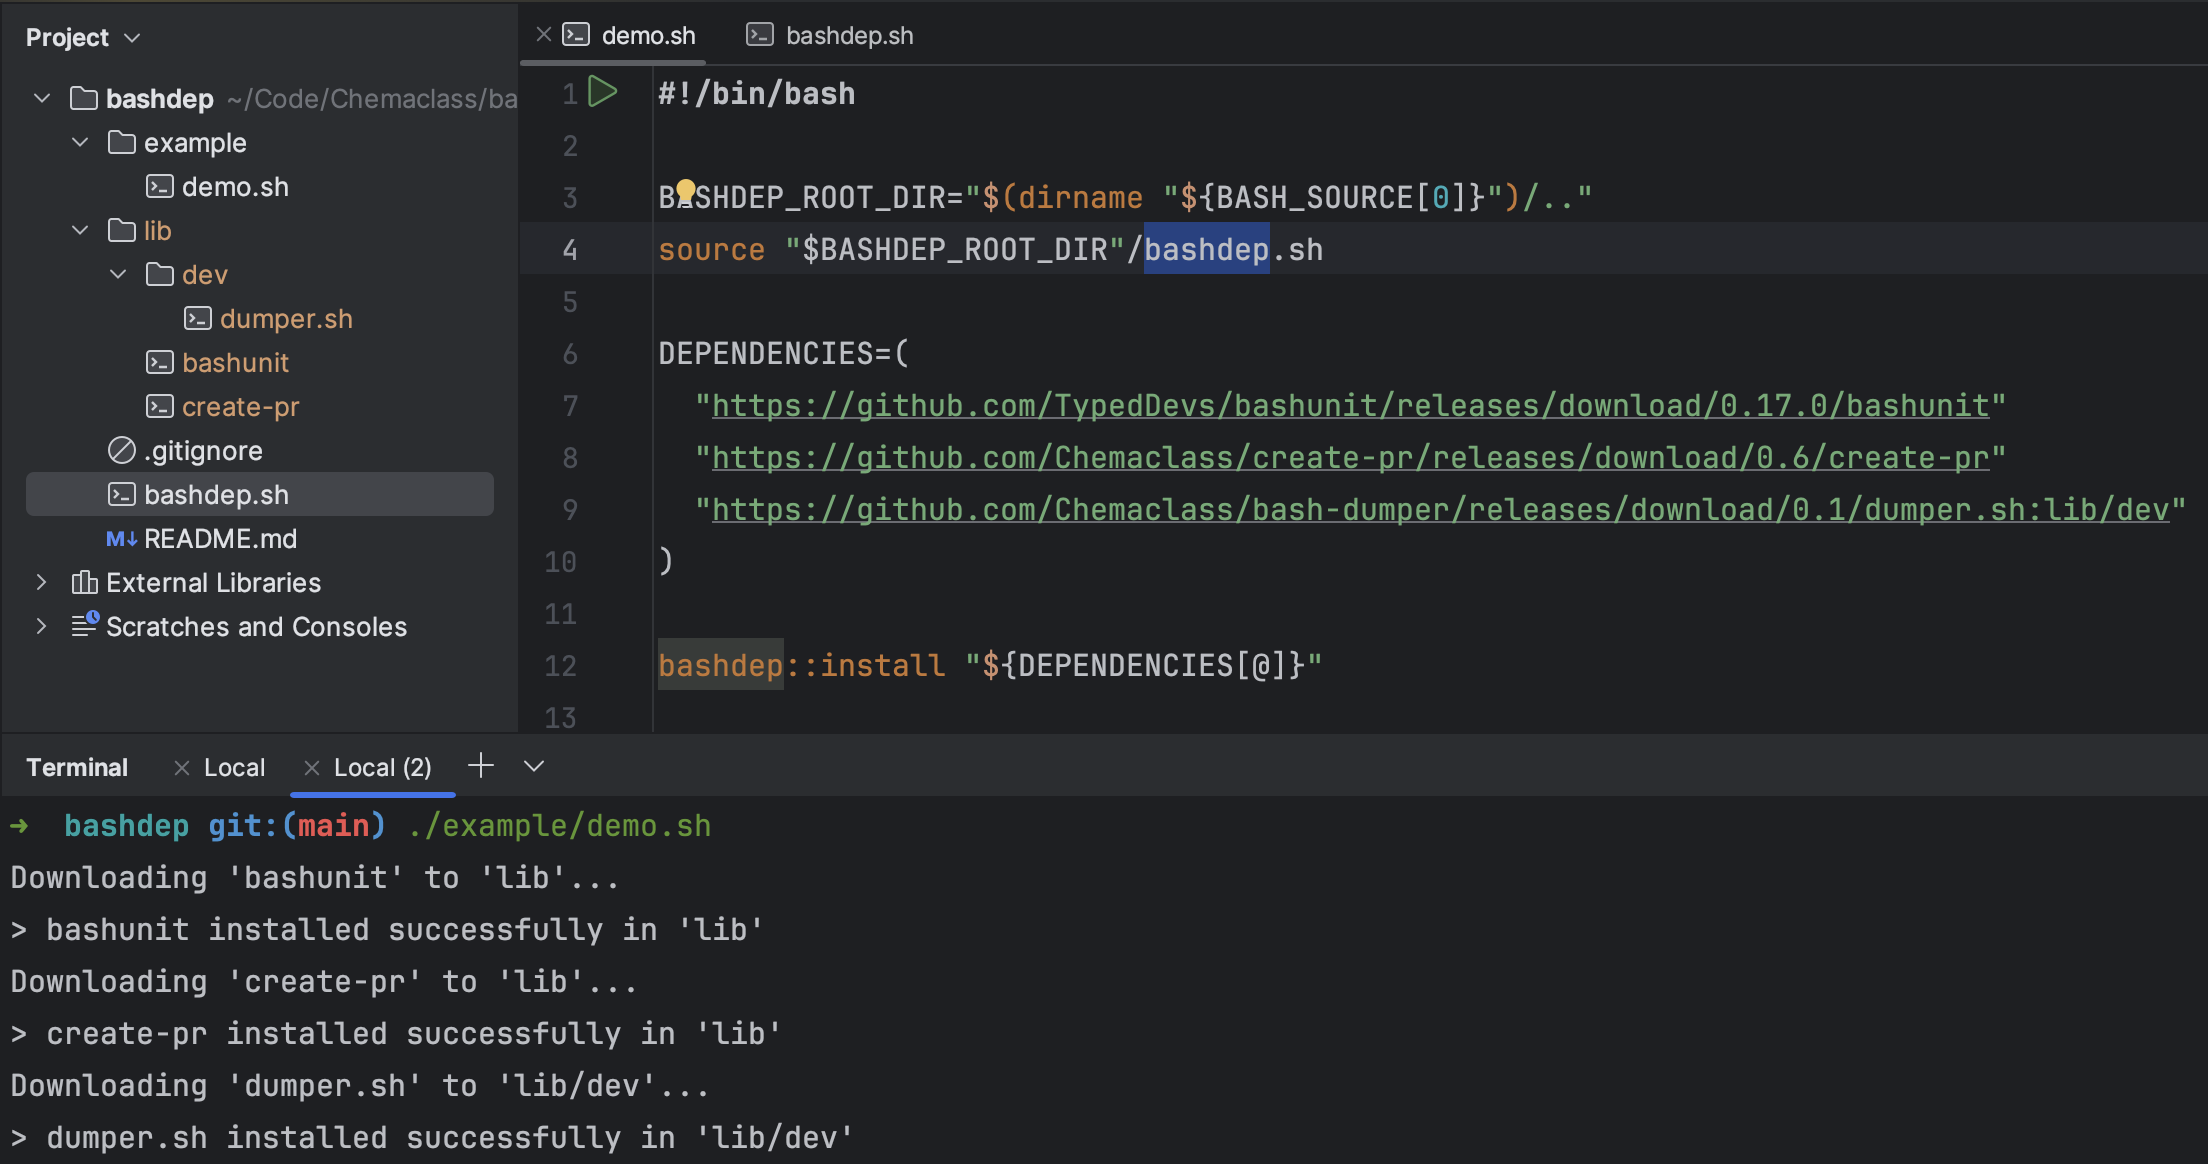 Project
bashdep ~/Code/Chemaclass/ba
example
demo.sh
lib
dev
dumper.sh
bashunit
create-pr
.gitignore
bashdep.sh
M↓ README.md
External Libraries
Scratches and Consoles
demo.sh
bashdep.sh
1 #!/bin/bash
2
3 BASHDEP_ROOT_DIR="$(dirname "${BASH_SOURCE[0]}")/.."
4 source "$BASHDEP_ROOT_DIR"/bashdep.sh
5
6 DEPENDENCIES=(
7 "https://github.com/TypedDevs/bashunit/releases/download/0.17.0/bashunit"
8 "https://github.com/Chemaclass/create-pr/releases/download/0.6/create-pr"
9 "https://github.com/Chemaclass/bash-dumper/releases/download/0.1/dumper.sh:lib/dev"
10 )
11
12 bashdep::install "${DEPENDENCIES[@]}"
13
Terminal Local Local (2)
➜ bashdep git:(main) ./example/demo.sh
Downloading 'bashunit' to 'lib'...
> bashunit installed successfully in 'lib'
Downloading 'create-pr' to 'lib'...
> create-pr installed successfully in 'lib'
Downloading 'dumper.sh' to 'lib/dev'...
> dumper.sh installed successfully in 'lib/dev'